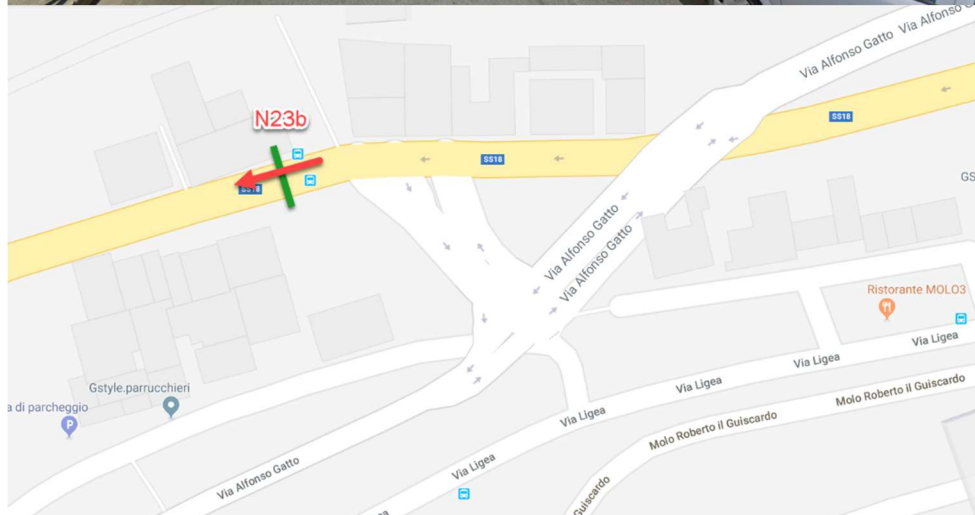 Via Alfonso Gatto
Via Alfonso
SS18
N23b
SS18
SS18
GS
Via Alfonso Gatto
Via Alfonso Gatto
Ristorante MOLO3
Via Ligea
Via Ligea
Via Ligea
Gstyle.parrucchieri
a di parcheggio
P
Via Ligea
Molo Roberto il Guiscardo
Molo Roberto il Guiscardo
Via Ligea
Via Alfonso Gatto
Guiscardo